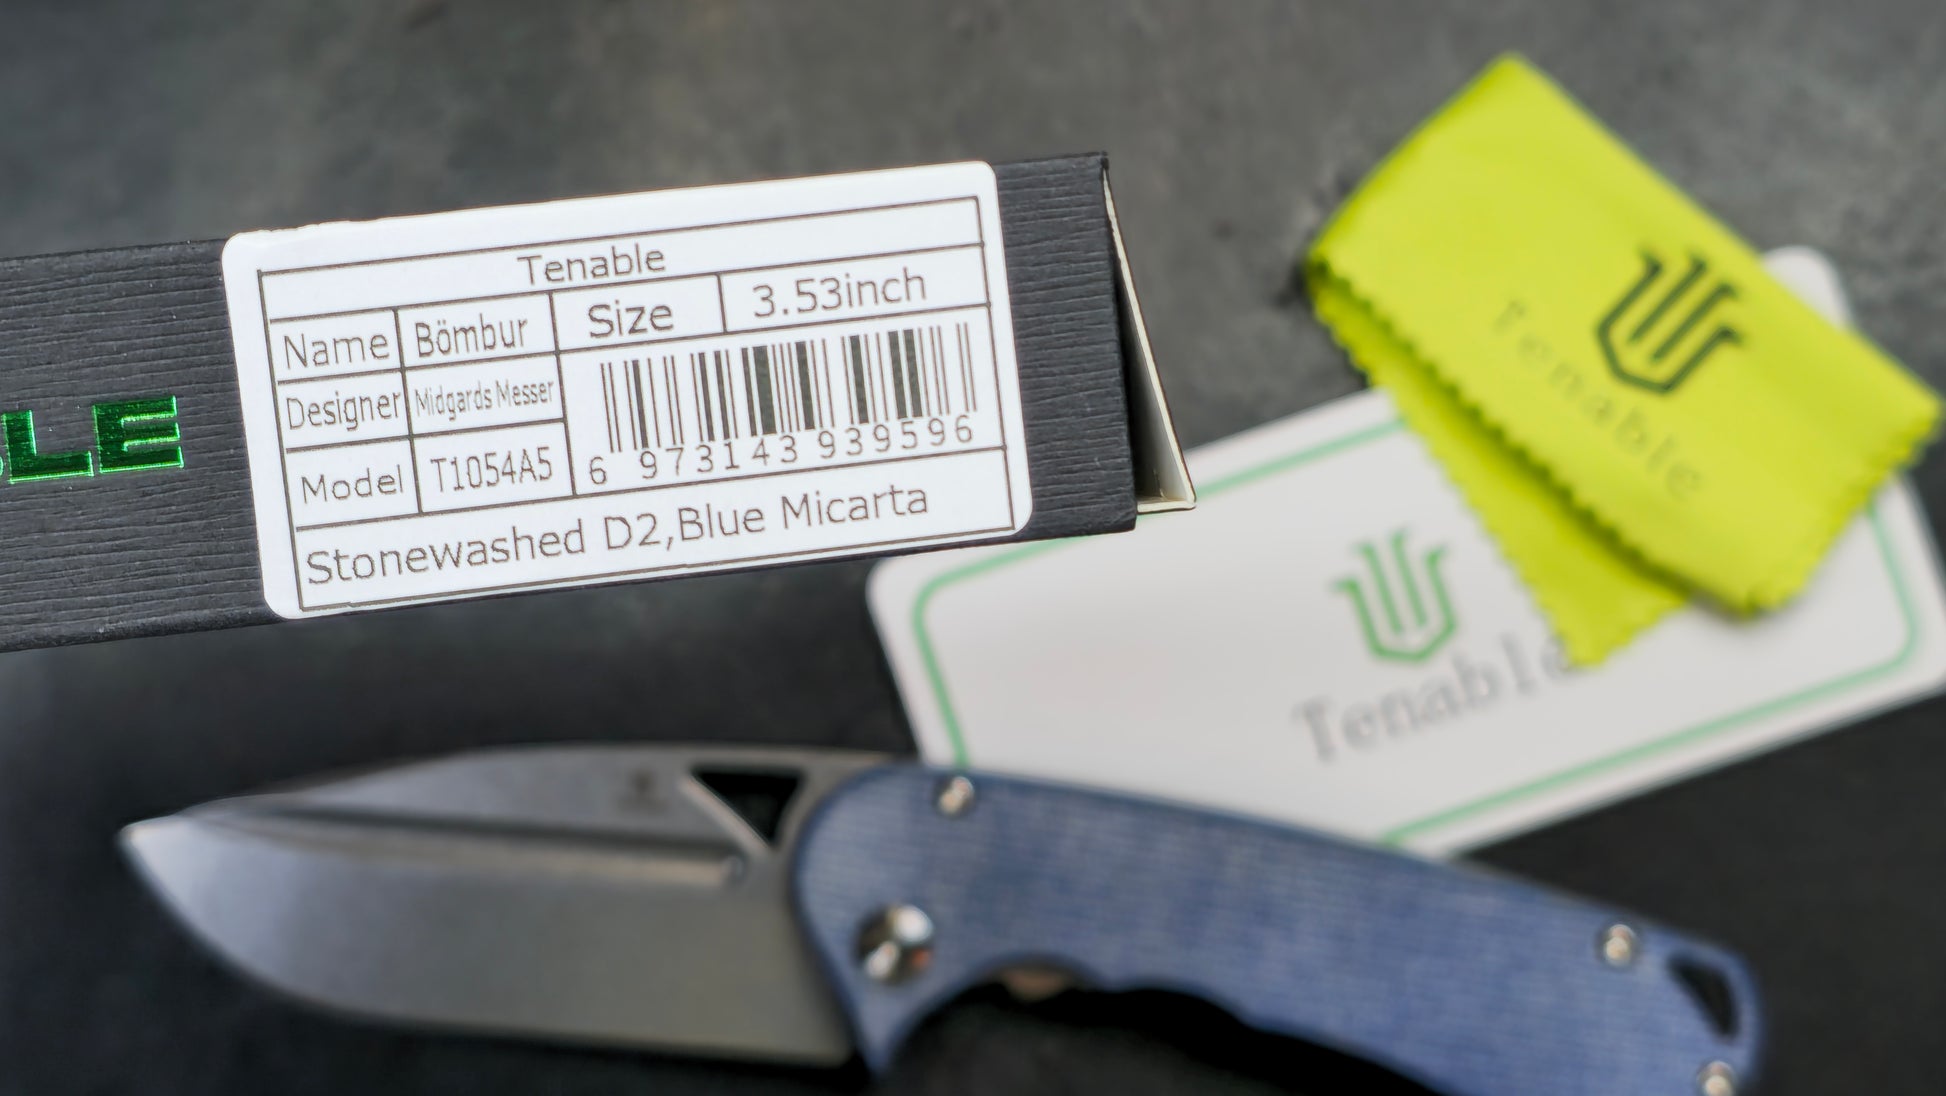 Tenable
Name Bömbur Size 3.53inch
Designer Midgards Messer
Model T1054A5
6 973143 939596
Stonewashed D2,Blue Micarta
LE
Tenable
Tenable